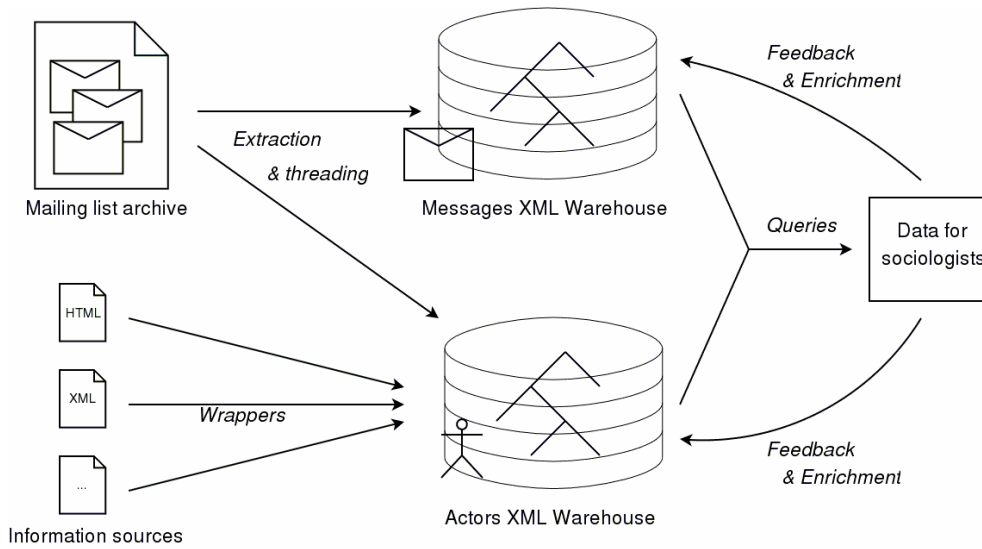 Feedback
& Enrichment
Extraction
& threading
Mailing list archive
Messages XML Warehouse
Queries
Data for
sociologists
HTML
XML
Wrappers
...
Feedback
& Enrichment
Actors XML Warehouse
Information sources